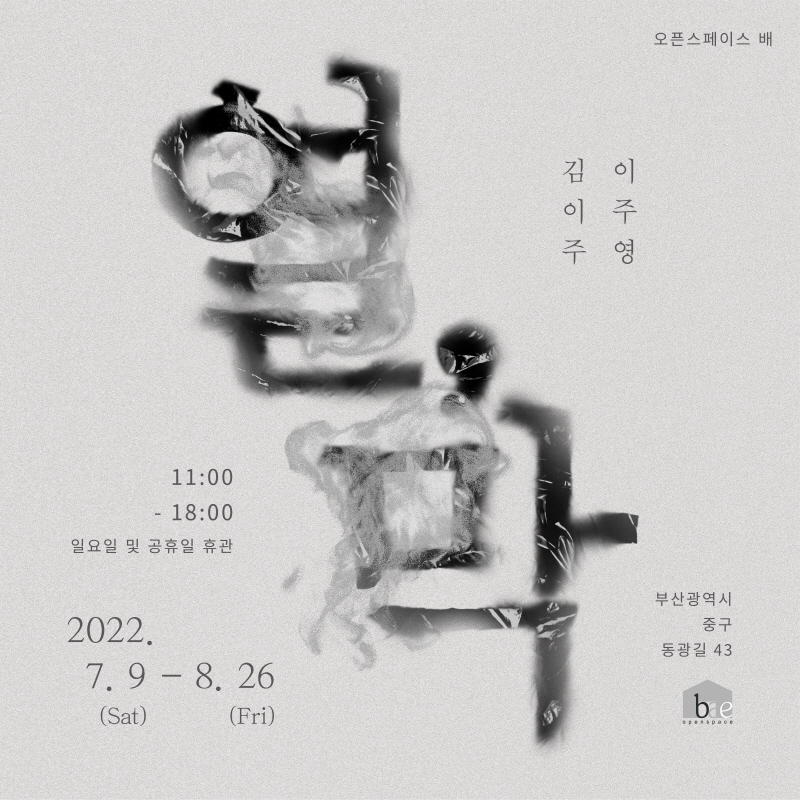 오픈스페이스 배
김이주
이주영
11:00
- 18:00
일요일 및 공휴일 휴관
2022.
7. 9 – 8. 26
(Sat) (Fri)
부산광역시
중구
동광길 43
bae
openspace